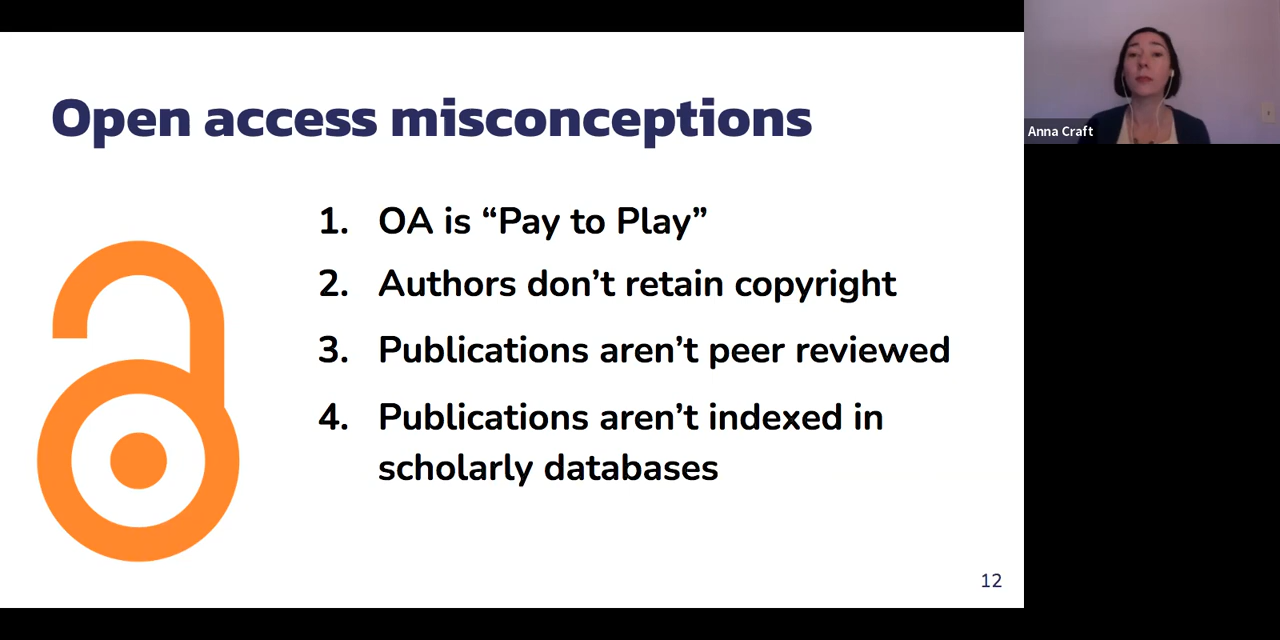 Open access misconceptions
1. OA is “Pay to Play”
2. Authors don’t retain copyright
3. Publications aren’t peer reviewed
4. Publications aren’t indexed in
scholarly databases
12
Anna Craft